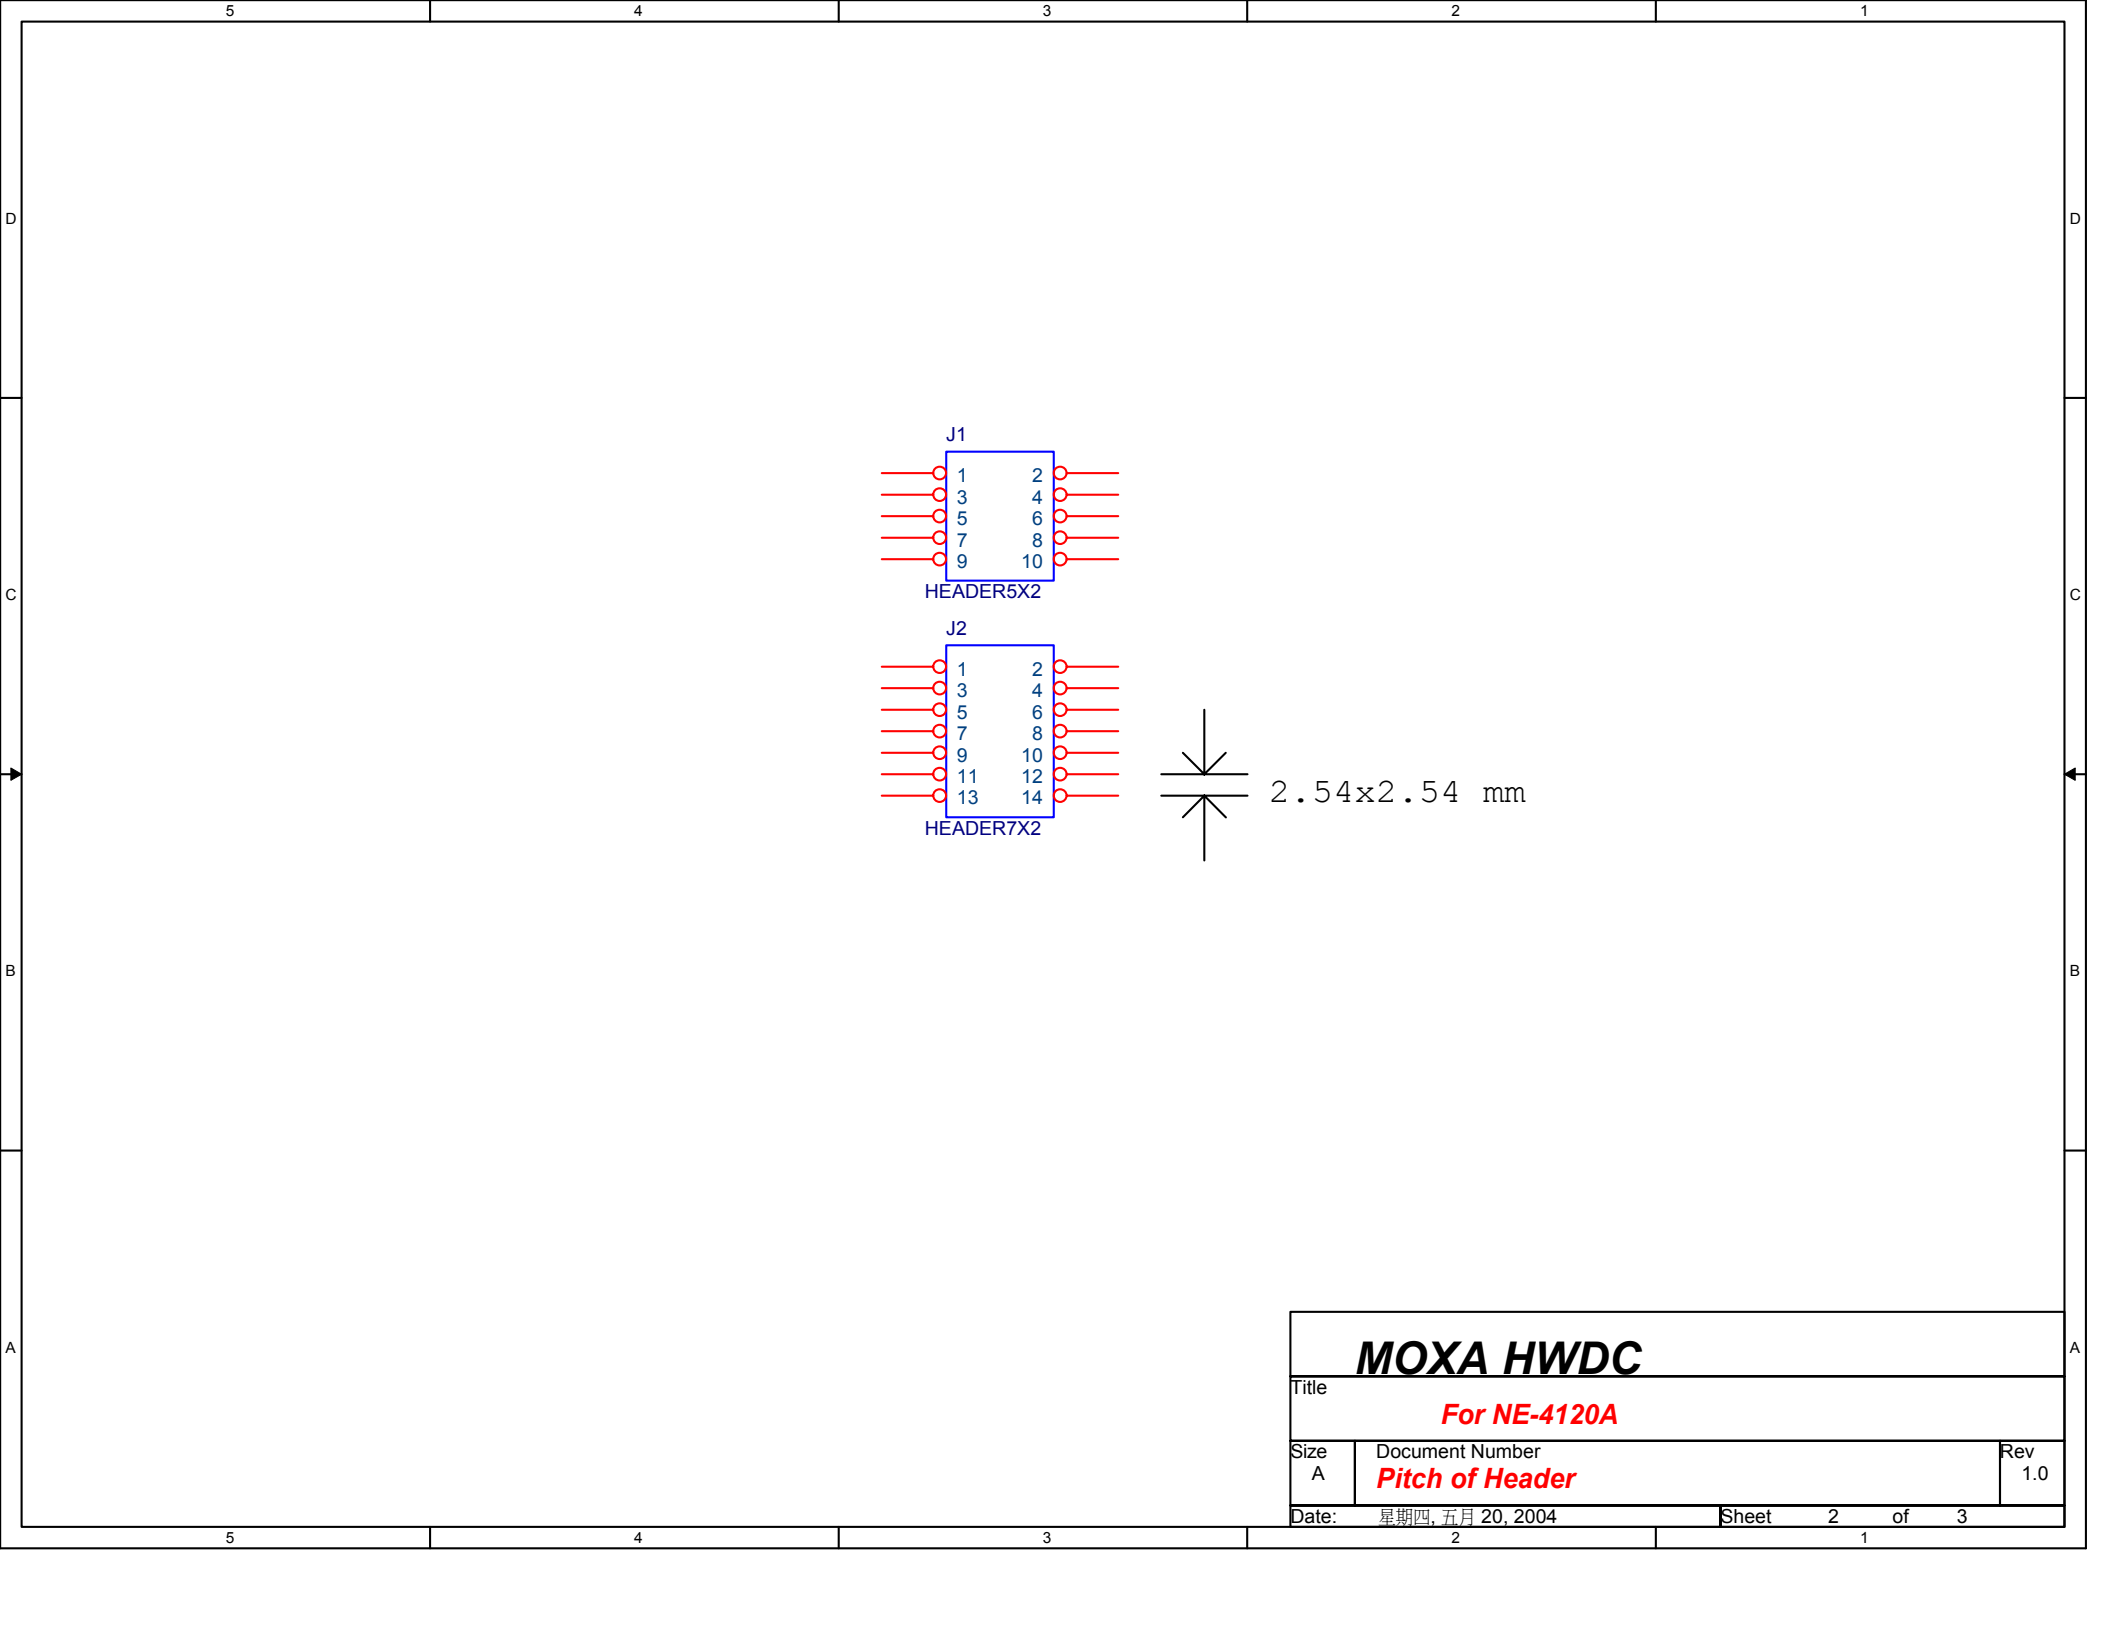 5 4 3 2 1
D D
J1
1 2
3 4
5 6
7 8
9 10
HEADER5X2
C C
J2
1 2
3 4
5 6
7 8
9 10
11 12
13 14
2.54x2.54 mm
HEADER7X2
B B
A A
MOXA HWDC
Title
For NE-4120A
Size Document Number Rev
A Pitch of Header 1.0
Date: 星期四, 五月 20, 2004 Sheet 2 of 3
5 4 3 2 1